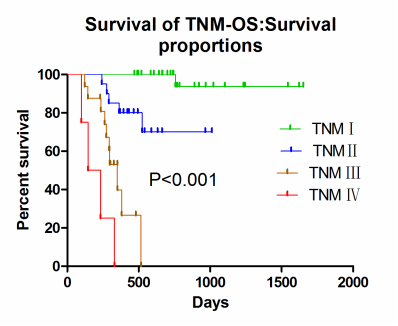 Survival of TNM-OS:Survival
proportions
Percent survival
100
80
60
40
20
0
P<0.001
TNM Ⅰ
TNM Ⅱ
TNM Ⅲ
TNM Ⅳ
0
500
1000
1500
2000
Days